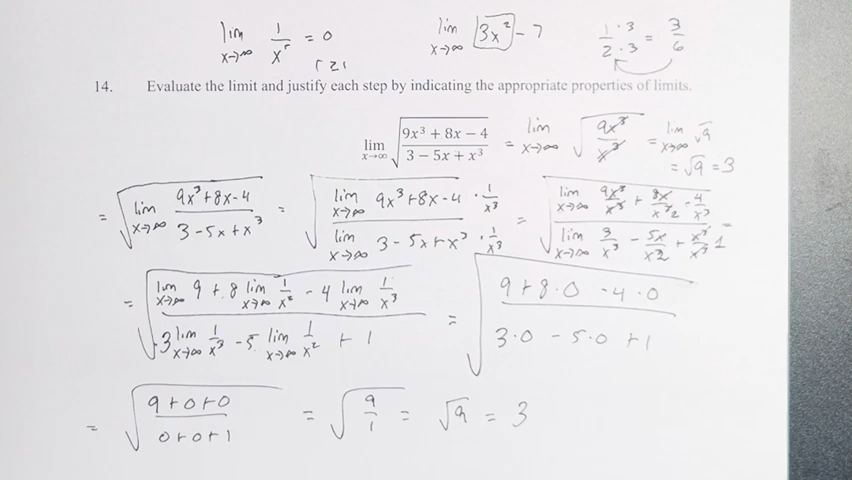 lim x→∞ 1/x^r = 0 r ≥ 1 lim x→∞ 3x² - 7 1·3/2·3 = 3/6
14. Evaluate the limit and justify each step by indicating the appropriate properties of limits.
lim x→∞ √((9x³ + 8x − 4)/(3 − 5x + x³)) = lim x→∞ √(9x³/x³) = lim x→∞ √9
= √9 = 3
= √(lim x→∞ (9x³+8x-4)/(3-5x+x³)) = √((lim x→∞ 9x³+8x-4 · 1/x³)/(lim x→∞ 3-5x+x³ · 1/x³)) = √((lim x→∞ 9x³/x³ + 8x/x³ 2 - 4/x³)/(lim x→∞ 3/x³ - 5x/x³ 2 + x³/x³ 1)) =
= √((lim x→∞ 9 + 8 lim x→∞ 1/x² - 4 lim x→∞ 1/x³)/(3 lim x→∞ 1/x³ - 5 lim x→∞ 1/x² + 1)) = √((9+8·0 -4·0)/(3·0 - 5·0 +1))
= √((9+0+0)/(0+0+1)) = √(9/1) = √9 = 3